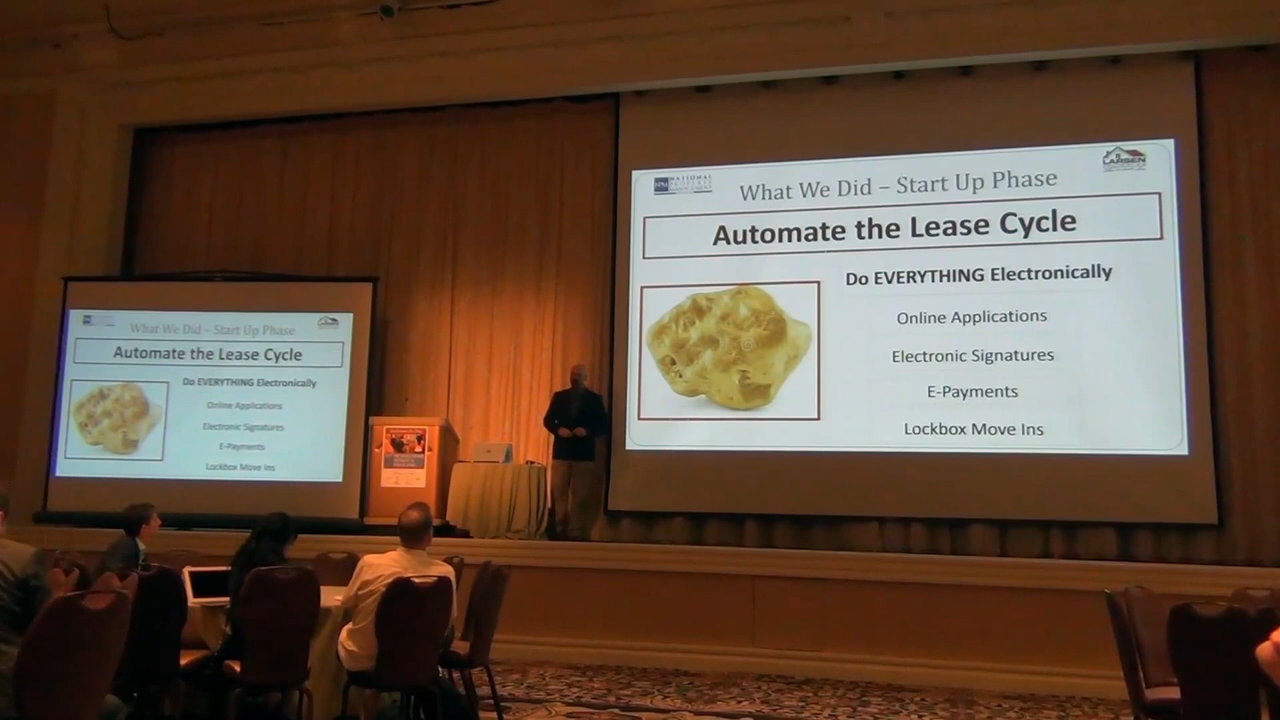 What We Did – Start Up Phase
Automate the Lease Cycle
Do EVERYTHING Electronically
Online Applications
Electronic Signatures
E-Payments
Lockbox Move Ins
What We Did – Start Up Phase
Automate the Lease Cycle
Do EVERYTHING Electronically
Online Applications
Electronic Signatures
E-Payments
Lockbox Move Ins
NATIONAL
LARSEN